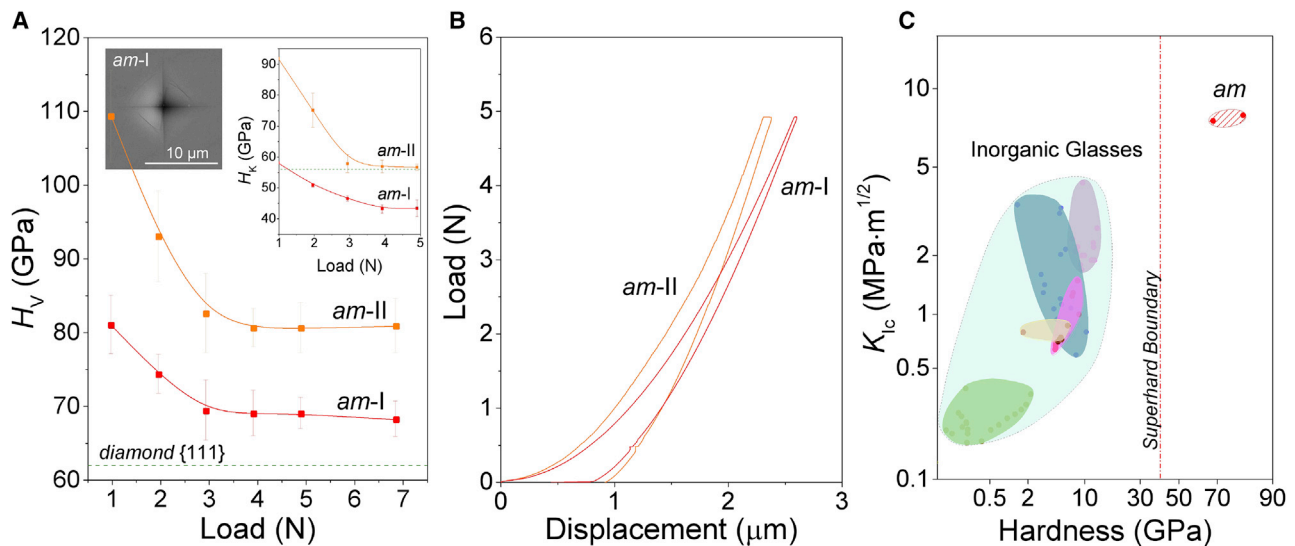 A
120
110
100
90
80
70
60
H_V (GPa)
am-I
10 μm
90
80
70
60
50
40
H_K (GPa)
am-II
am-I
1 2 3 4 5
Load (N)
am-II
am-I
diamond {111}
1 2 3 4 5 6 7
Load (N)
B
6
5
4
3
2
1
0
Load (N)
am-II
am-I
0 1 2 3
Displacement (μm)
C
10
5
2
1
0.5
0.1
K_Ic (MPa·m^1/2)
am
Inorganic Glasses
Superhard Boundary
0.5 2 10 30 50 70 90
Hardness (GPa)